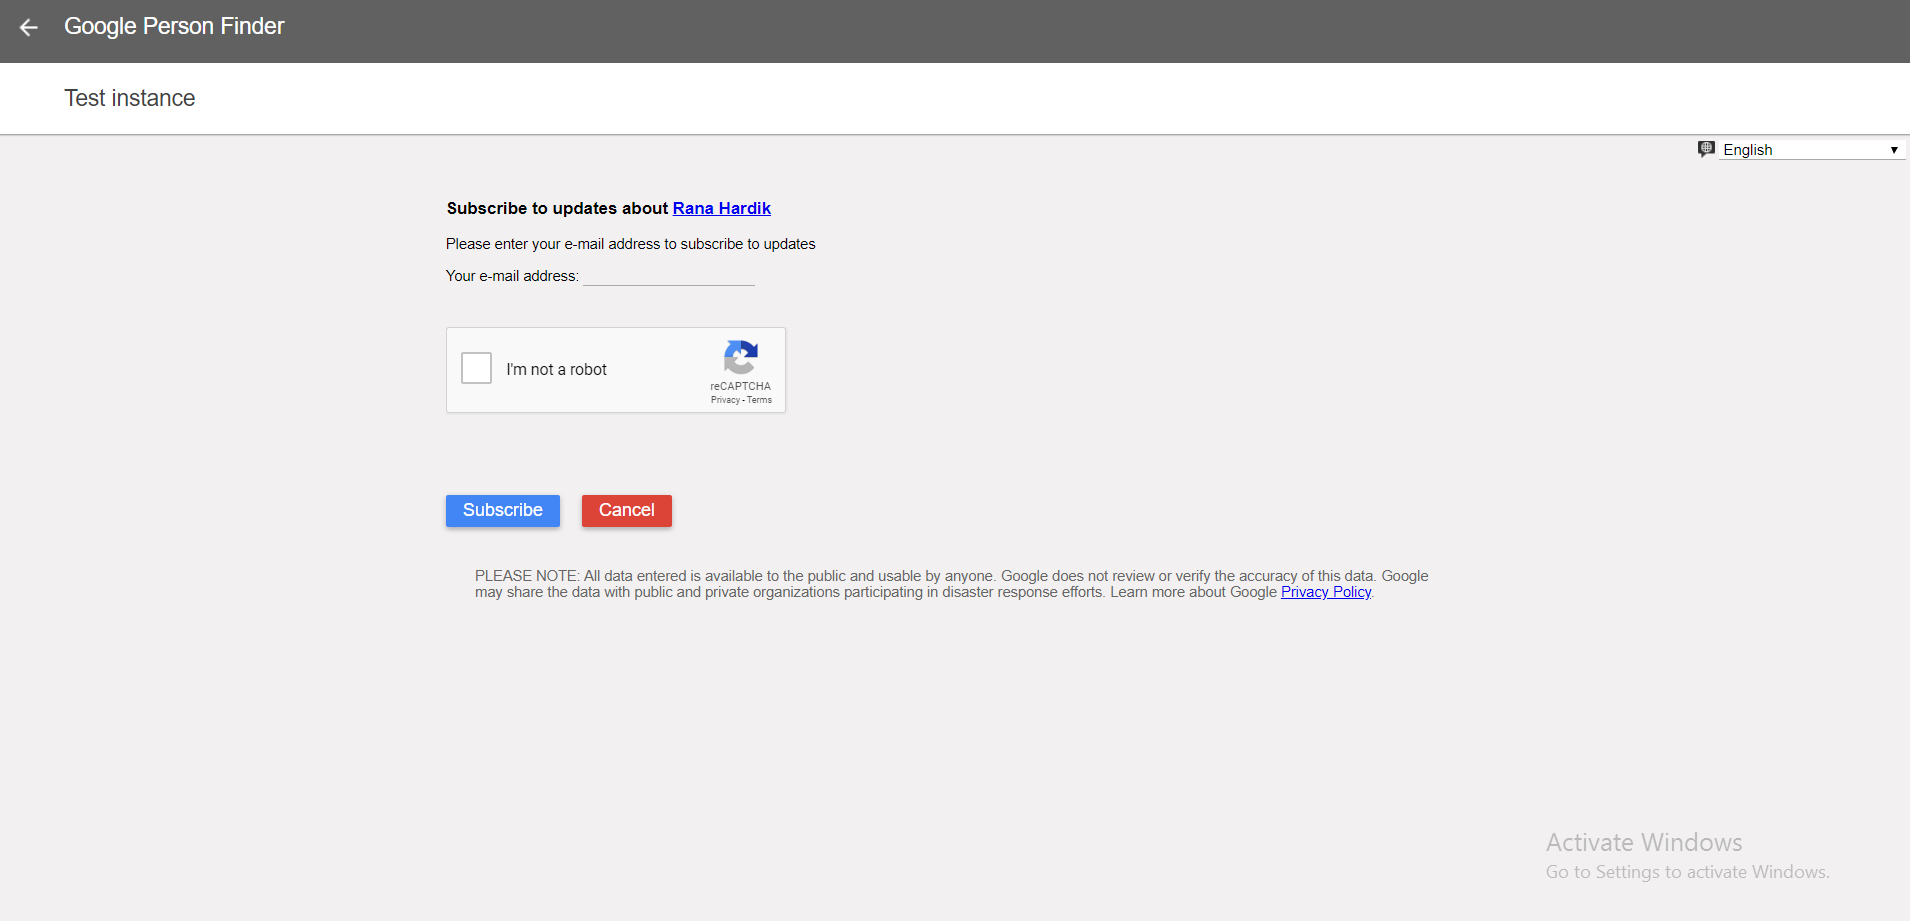 Google Person Finder
Test instance
English
Subscribe to updates about Rana Hardik
Please enter your e-mail address to subscribe to updates
Your e-mail address:
I'm not a robot
reCAPTCHA
Privacy - Terms
Subscribe Cancel
PLEASE NOTE: All data entered is available to the public and usable by anyone. Google does not review or verify the accuracy of this data. Google
may share the data with public and private organizations participating in disaster response efforts. Learn more about Google Privacy Policy.
Activate Windows
Go to Settings to activate Windows.